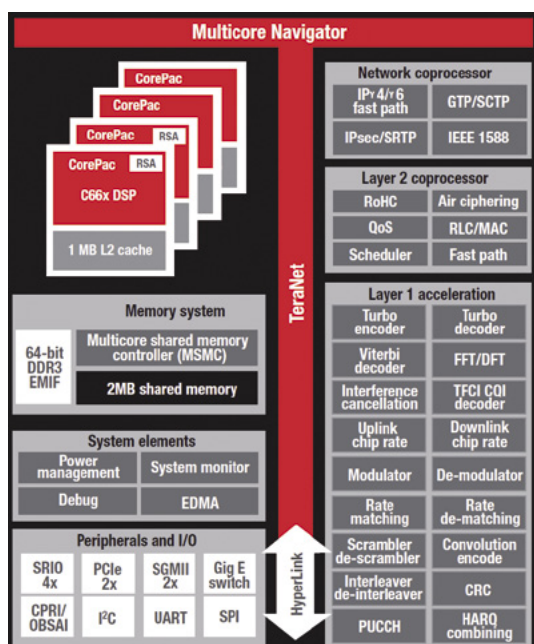 Multicore Navigator
CorePac
CorePac
CorePac
RSA
CorePac
RSA
C66x DSP
1 MB L2 cache
Memory system
64-bit
DDR3
EMIF
Multicore shared memory
controller (MSMC)
2MB shared memory
System elements
Power
management
System monitor
Debug
EDMA
Peripherals and I/O
SRIO
4x
PCIe
2x
SGMII
2x
Gig E
switch
CPRI/
OBSAI
I²C
UART
SPI
TeraNet
HyperLink
Network coprocessor
IPv4/v6
fast path
GTP/SCTP
IPsec/SRTP
IEEE 1588
Layer 2 coprocessor
RoHC
Air ciphering
QoS
RLC/MAC
Scheduler
Fast path
Layer 1 acceleration
Turbo
encoder
Turbo
decoder
Viterbi
decoder
FFT/DFT
Interference
cancellation
TFCI CQI
decoder
Uplink
chip rate
Downlink
chip rate
Modulator
De-modulator
Rate
matching
Rate
de-matching
Scrambler
de-scrambler
Convolution
encode
Interleaver
de-interleaver
CRC
PUCCH
HARQ
combining